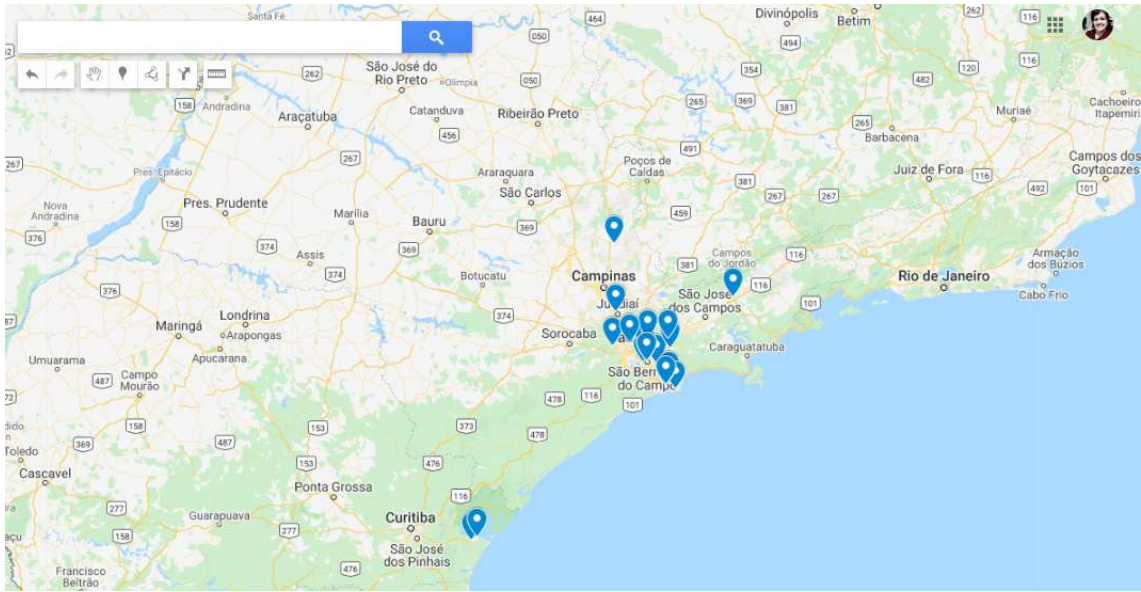 Santa Fé
464
Divinópolis
Betim
262
116
050
494
116
São José do
Rio Preto
262
Olímpia
050
354
120
482
158
Andradina
Araçatuba
Catanduva
Ribeirão Preto
265
369
381
Muriaé
Cachoeiro
Itapemiri
456
265
Barbacena
267
267
491
Araraquara
Poços de
Caldas
Juiz de Fora
116
Campos dos
Goytacazes
Pres. Epitácio
São Carlos
381
267
267
492
101
Nova
Andradina
Pres. Prudente
Marília
Bauru
369
459
376
158
374
369
Assis
374
Campos
do Jordão
116
Armação
dos Búzios
Botucatu
Campinas
381
116
Rio de Janeiro
Cabo Frio
376
São José
dos Campos
101
374
Londrina
Maringá
Arapongas
Sorocaba
Apucarana
Caraguatatuba
Umuarama
487
Campo
Mourão
São Ber
do Campo
478
116
101
158
153
373
478
369
487
Toledo
153
476
Cascavel
Ponta Grossa
116
277
Guarapuava
277
Curitiba
158
São José
dos Pinhais
476
Francisco
Beltrão